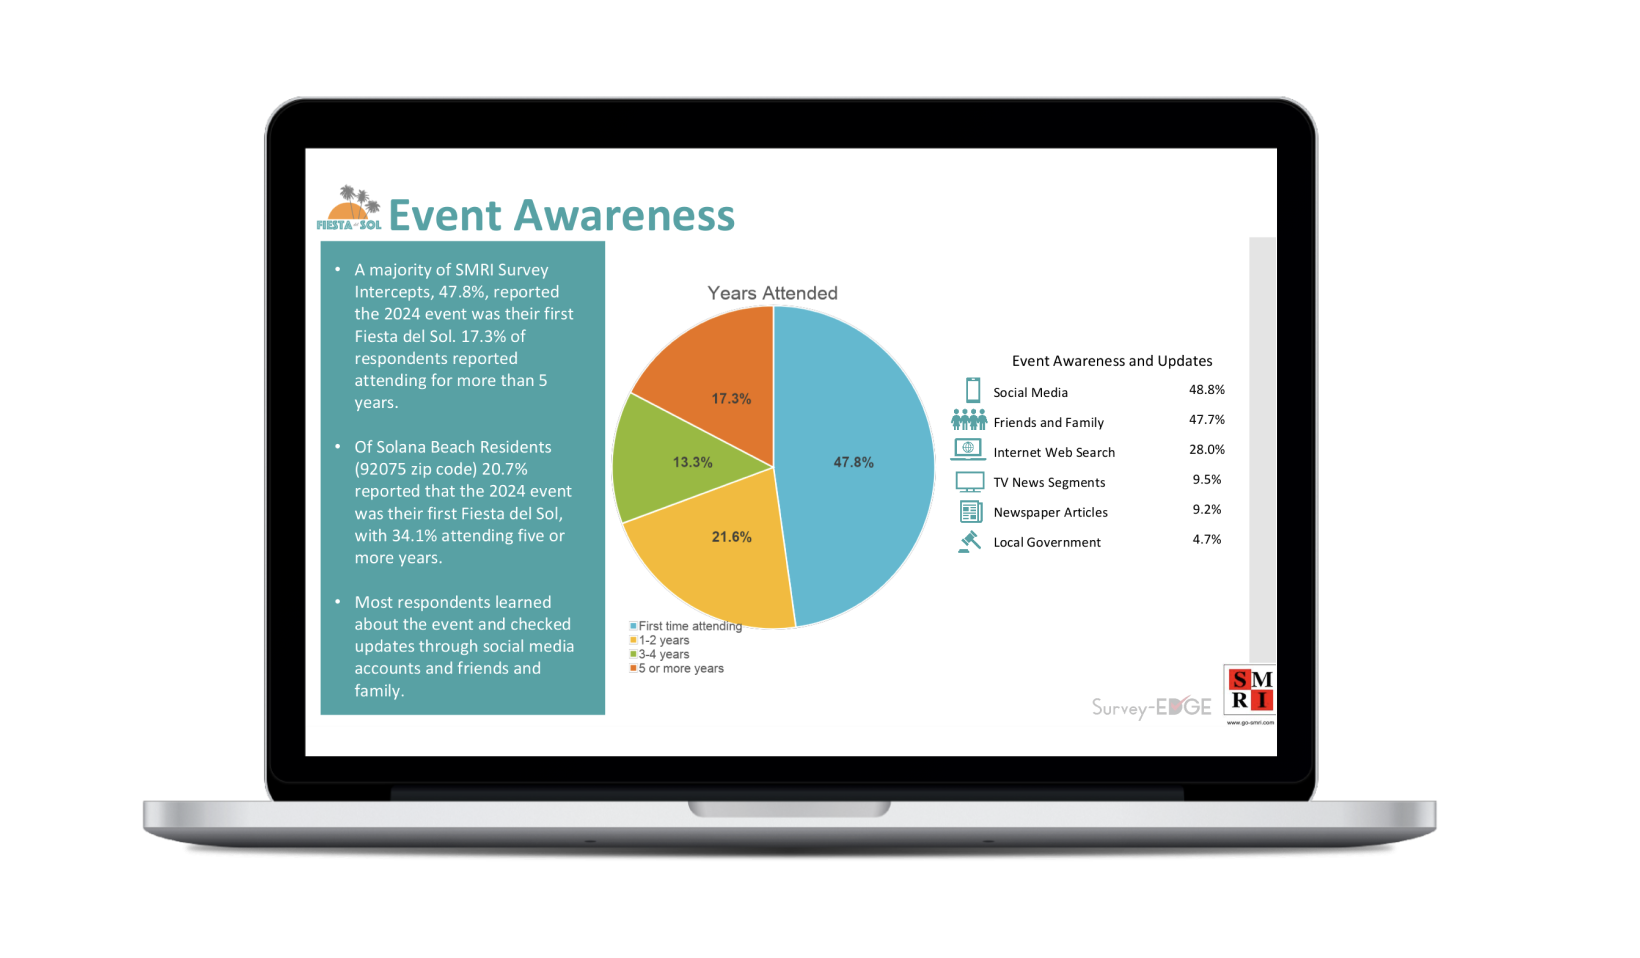 FIESTA del SOL
Event Awareness
• A majority of SMRI Survey
Intercepts, 47.8%, reported
the 2024 event was their first
Fiesta del Sol. 17.3% of
respondents reported
attending for more than 5
years.
• Of Solana Beach Residents
(92075 zip code) 20.7%
reported that the 2024 event
was their first Fiesta del Sol,
with 34.1% attending five or
more years.
• Most respondents learned
about the event and checked
updates through social media
accounts and friends and
family.
Years Attended
17.3%
13.3%
47.8%
21.6%
First time attending
1-2 years
3-4 years
5 or more years
Event Awareness and Updates
Social Media 48.8%
Friends and Family 47.7%
Internet Web Search 28.0%
TV News Segments 9.5%
Newspaper Articles 9.2%
Local Government 4.7%
Survey-EDGE
SM
RI
www.go-smri.com